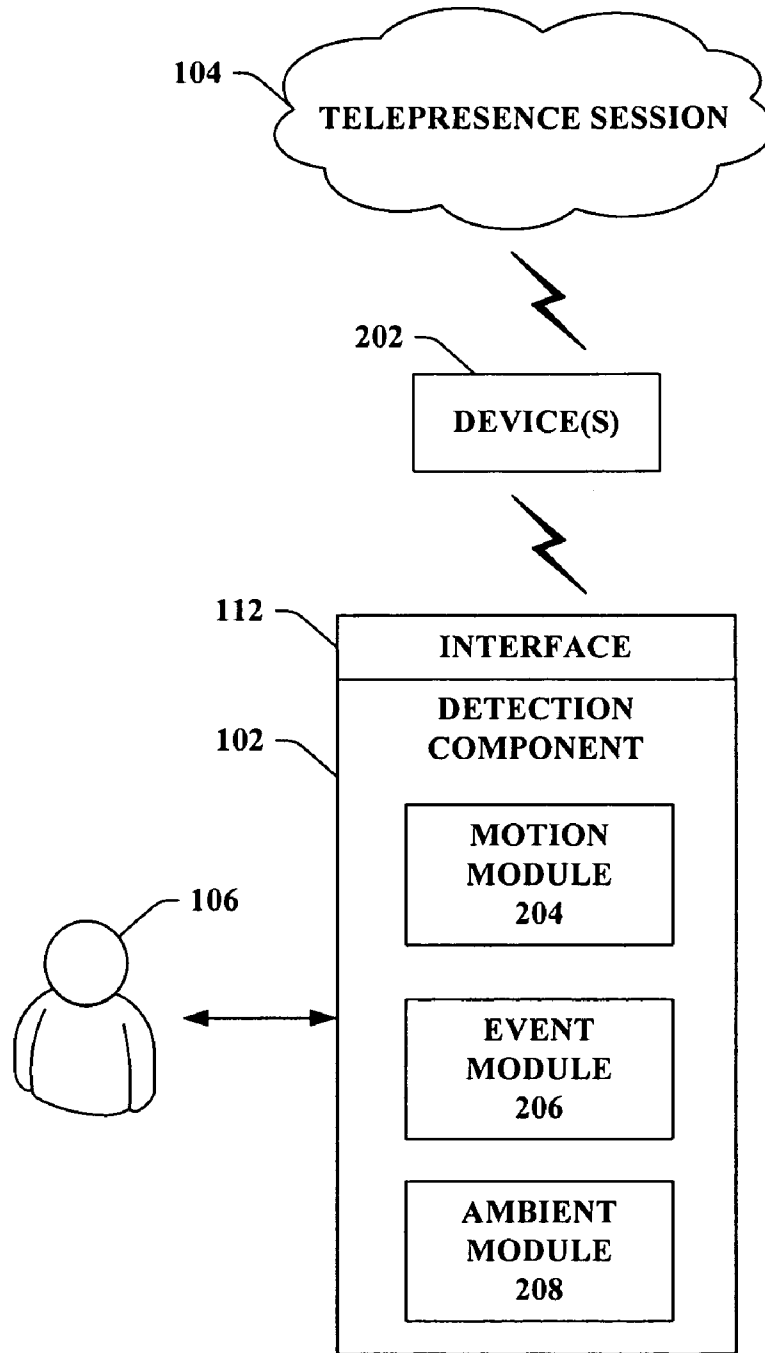 104
TELEPRESENCE SESSION
202
DEVICE(S)
112
INTERFACE
102
DETECTION
COMPONENT
MOTION
MODULE
204
106
EVENT
MODULE
206
AMBIENT
MODULE
208